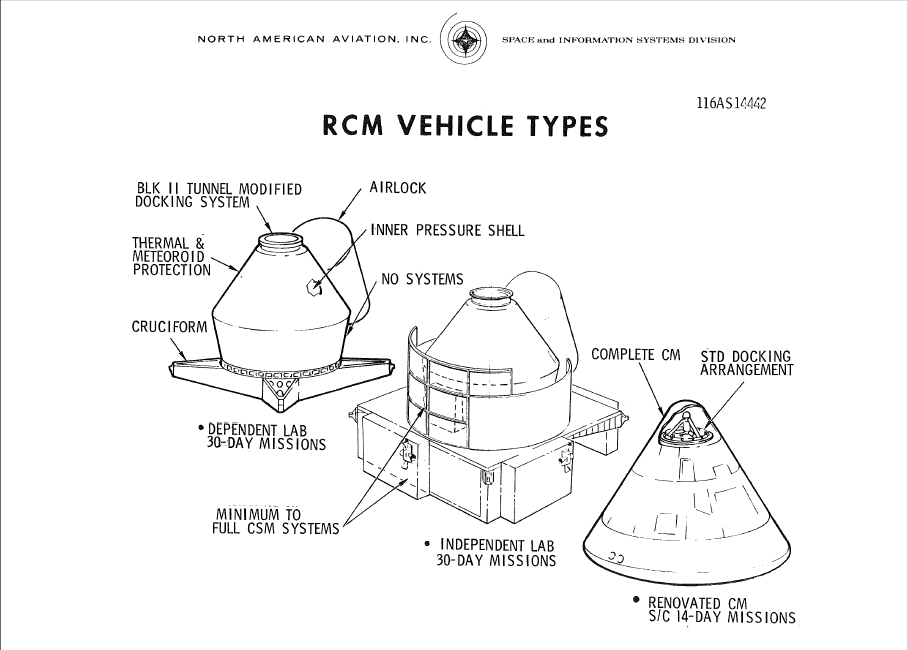 NORTH AMERICAN AVIATION, INC. SPACE and INFORMATION SYSTEMS DIVISION
116AS14442
RCM VEHICLE TYPES
BLK II TUNNEL MODIFIED
DOCKING SYSTEM
AIRLOCK
INNER PRESSURE SHELL
THERMAL &
METEOROID
PROTECTION
NO SYSTEMS
CRUCIFORM
• DEPENDENT LAB
30-DAY MISSIONS
COMPLETE CM
STD DOCKING
ARRANGEMENT
MINIMUM TO
FULL CSM SYSTEMS
• INDEPENDENT LAB
30-DAY MISSIONS
• RENOVATED CM
S/C 14-DAY MISSIONS